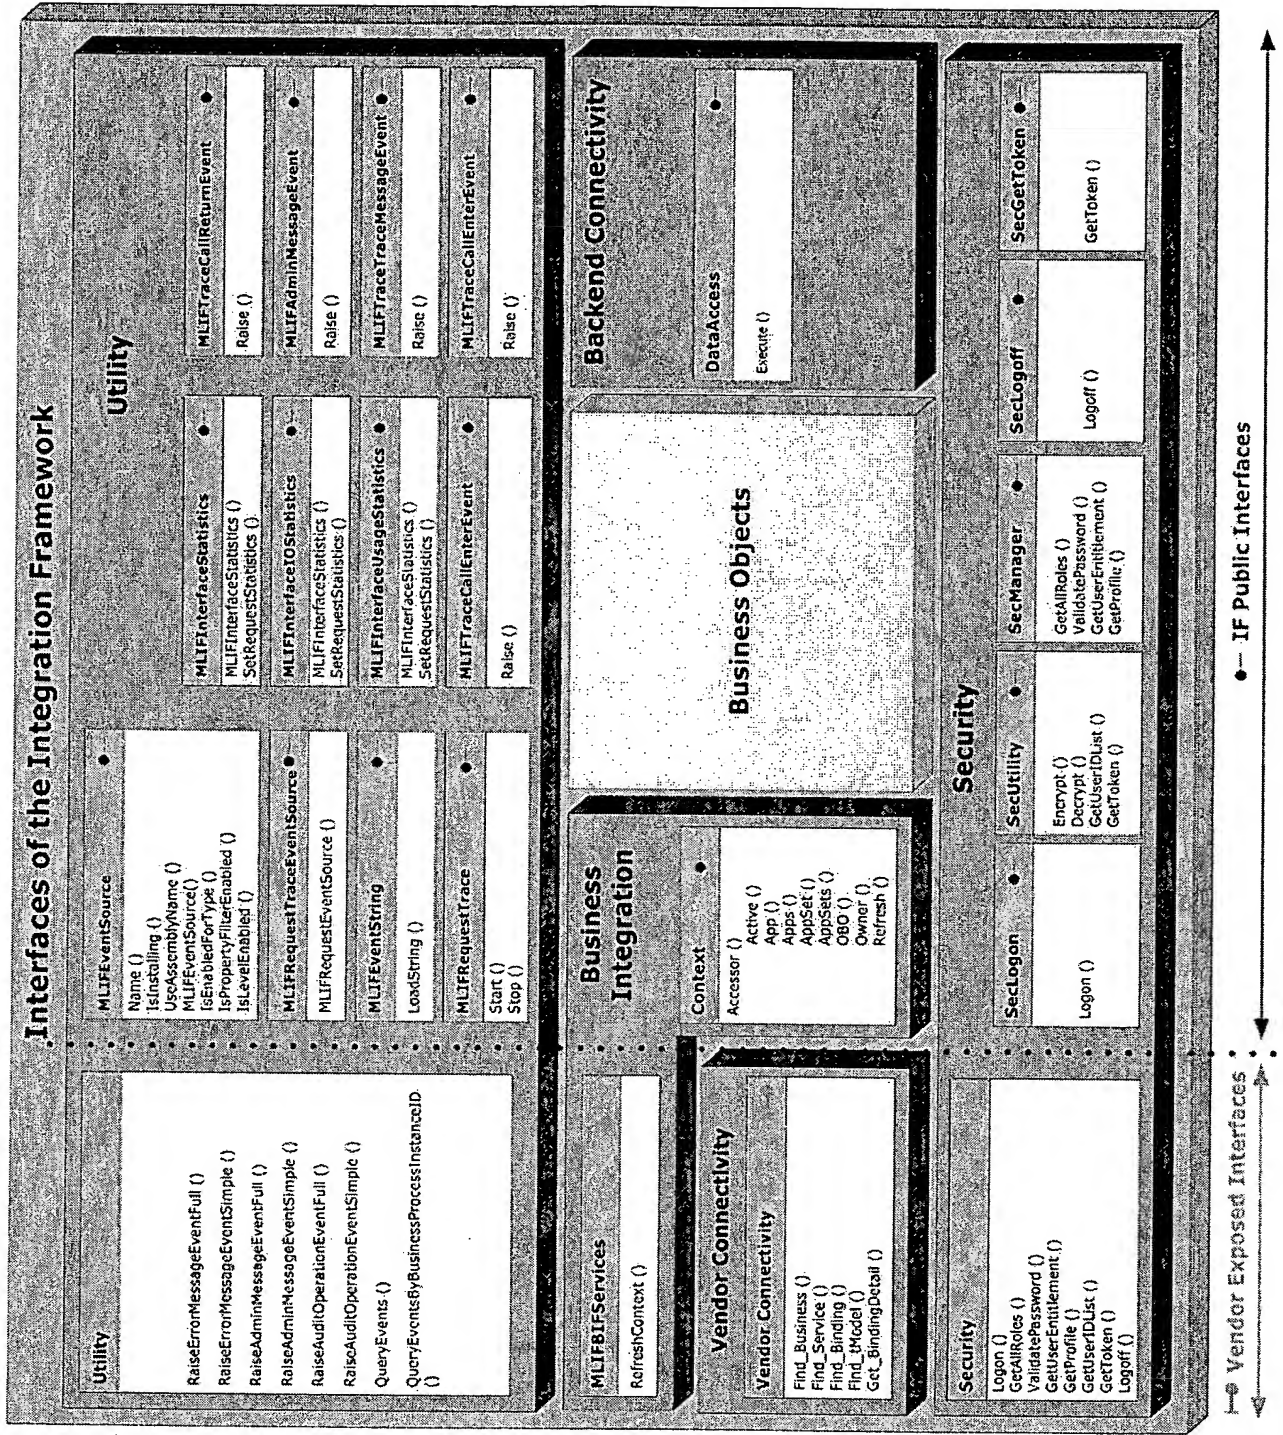 Interfaces of the Integration Framework
Utility
Utility
RaiseErrorMessageEventFull ()
RaiseErrorMessageEventSimple ()
RaiseAdminMessageEventFull ()
RaiseAdminMessageEventSimple ()
RaiseAuditOperationEventFull ()
RaiseAuditOperationEventSimple ()
QueryEvents ()
QueryEventsByBusinessProcessInstanceID
()
MLIFEventSource
Name ()
IsInstalling ()
UseAssemblyName ()
MLIFEventSource()
IsEnabledForType ()
IsPropertyFilterEnabled ()
IsLevelEnabled ()
MLIFRequestTraceEventSource
MLIFRequestEventSource ()
MLIFEventString
LoadString ()
MLIFRequestTrace
Start ()
Stop ()
MLIFInterfaceStatistics
MLIFInterfaceStatistics ()
SetRequestStatistics ()
MLIFInterfaceIOStatistics
MLIFInterfaceStatistics ()
SetRequestStatistics ()
MLIFInterfaceUsageStatistics
MLIFInterfaceStatistics ()
SetRequestStatistics ()
MLIFTraceCallEnterEvent
Raise ()
MLIFTraceCallReturnEvent
Raise ()
MLIFAdminMessageEvent
Raise ()
MLIFTraceTraceMessageEvent
Raise ()
MLIFTraceCallEnterEvent
Raise ()
MLIFBIFServices
RefreshContext ()
Vendor Connectivity
Vendor Connectivity
Find_Business ()
Find_Service ()
Find_Binding ()
Find_tModel ()
Get_BindingDetail ()
Business
Integration
Context
Accessor ()
Active ()
App ()
Apps ()
AppSet ()
AppSets ()
OBO ()
Owner ()
Refresh ()
Business Objects
Backend Connectivity
DataAccess
Execute ()
Security
Security
Logon ()
GetAllRoles ()
ValidatePassword ()
GetUserEntitlement ()
GetProfile ()
GetUserIDList ()
GetToken ()
Logoff ()
SecLogon
Logon ()
SecUtility
Encrypt ()
Decrypt ()
GetUserIDList ()
GetToken ()
SecManager
GetAllRoles ()
ValidatePassword ()
GetUserEntitlement ()
GetProfile ()
SecLogoff
Logoff ()
SecGetToken
GetToken ()
Vendor Exposed Interfaces
IF Public Interfaces